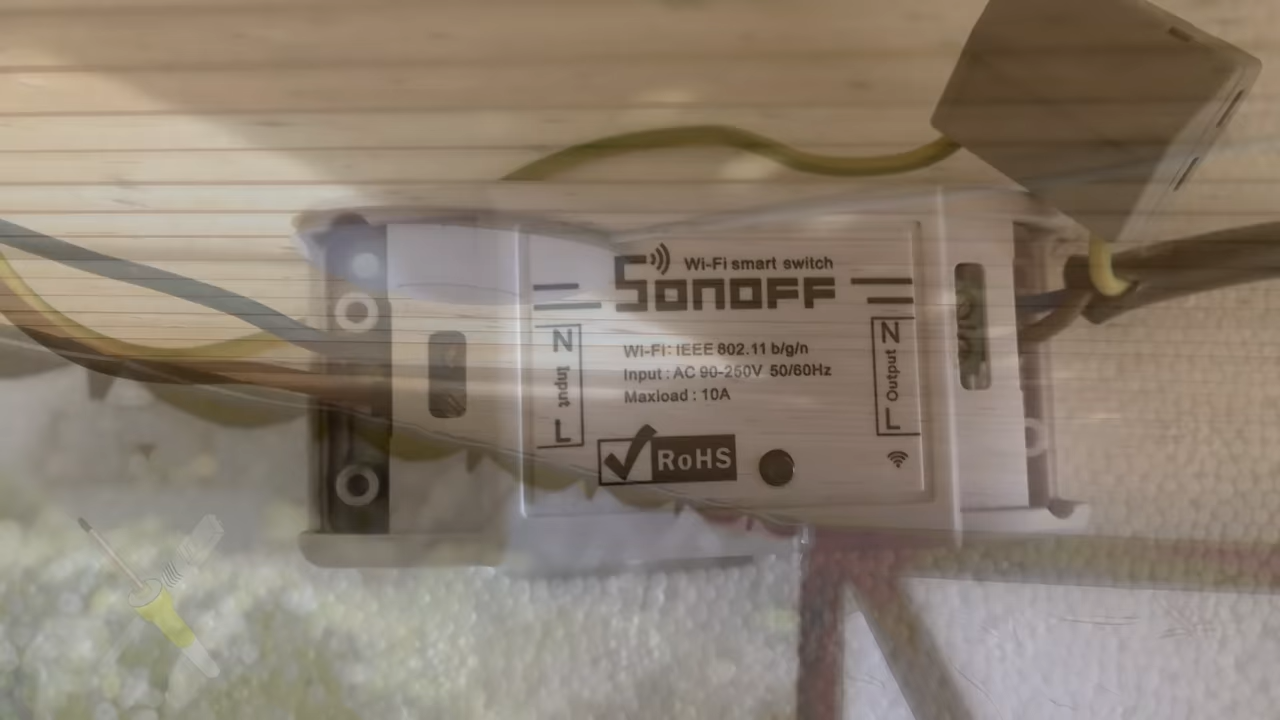 Wi-Fi smart switch
SONOFF
N Input L
Wi-Fi: IEEE 802.11 b/g/n
Input : AC 90-250V 50/60Hz
Maxload : 10A
N Output L
RoHS